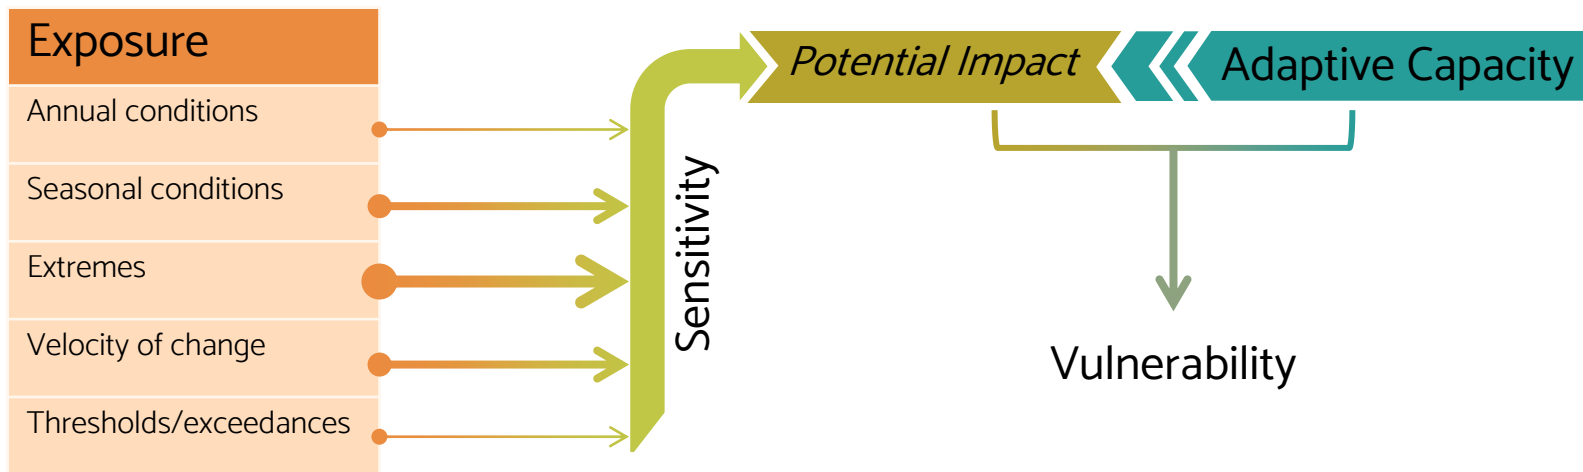 Exposure
Annual conditions
Seasonal conditions
Extremes
Velocity of change
Thresholds/exceedances
Sensitivity
Potential Impact
Adaptive Capacity
Vulnerability